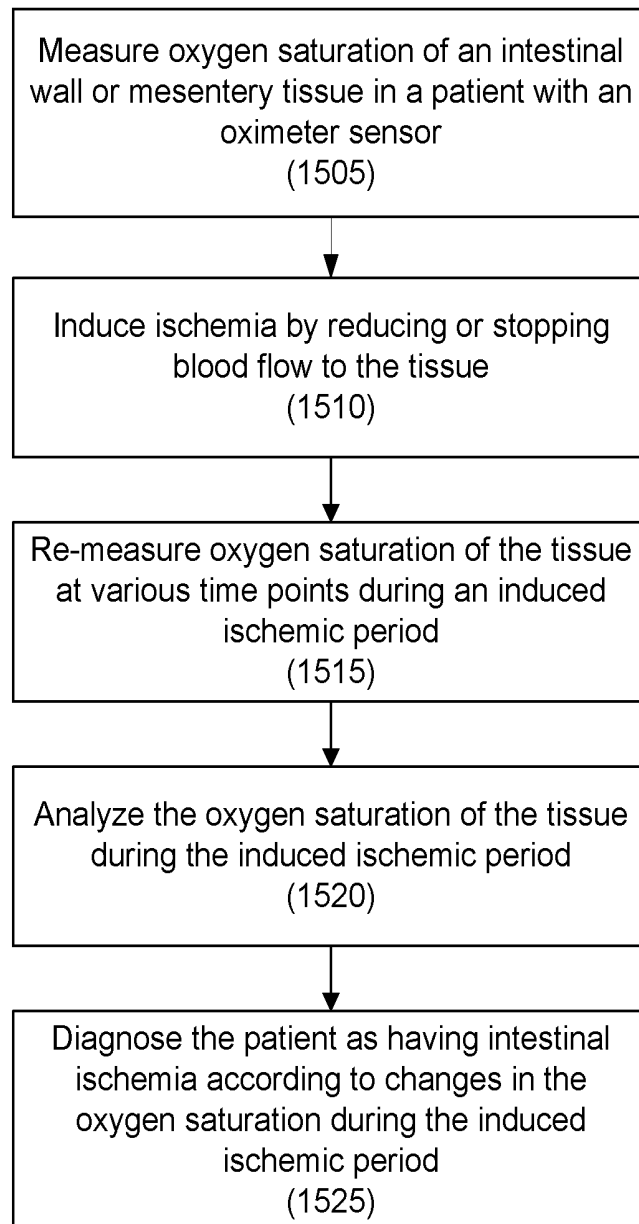 Measure oxygen saturation of an intestinal
wall or mesentery tissue in a patient with an
oximeter sensor
(1505)
Induce ischemia by reducing or stopping
blood flow to the tissue
(1510)
Re-measure oxygen saturation of the tissue
at various time points during an induced
ischemic period
(1515)
Analyze the oxygen saturation of the tissue
during the induced ischemic period
(1520)
Diagnose the patient as having intestinal
ischemia according to changes in the
oxygen saturation during the induced
ischemic period
(1525)